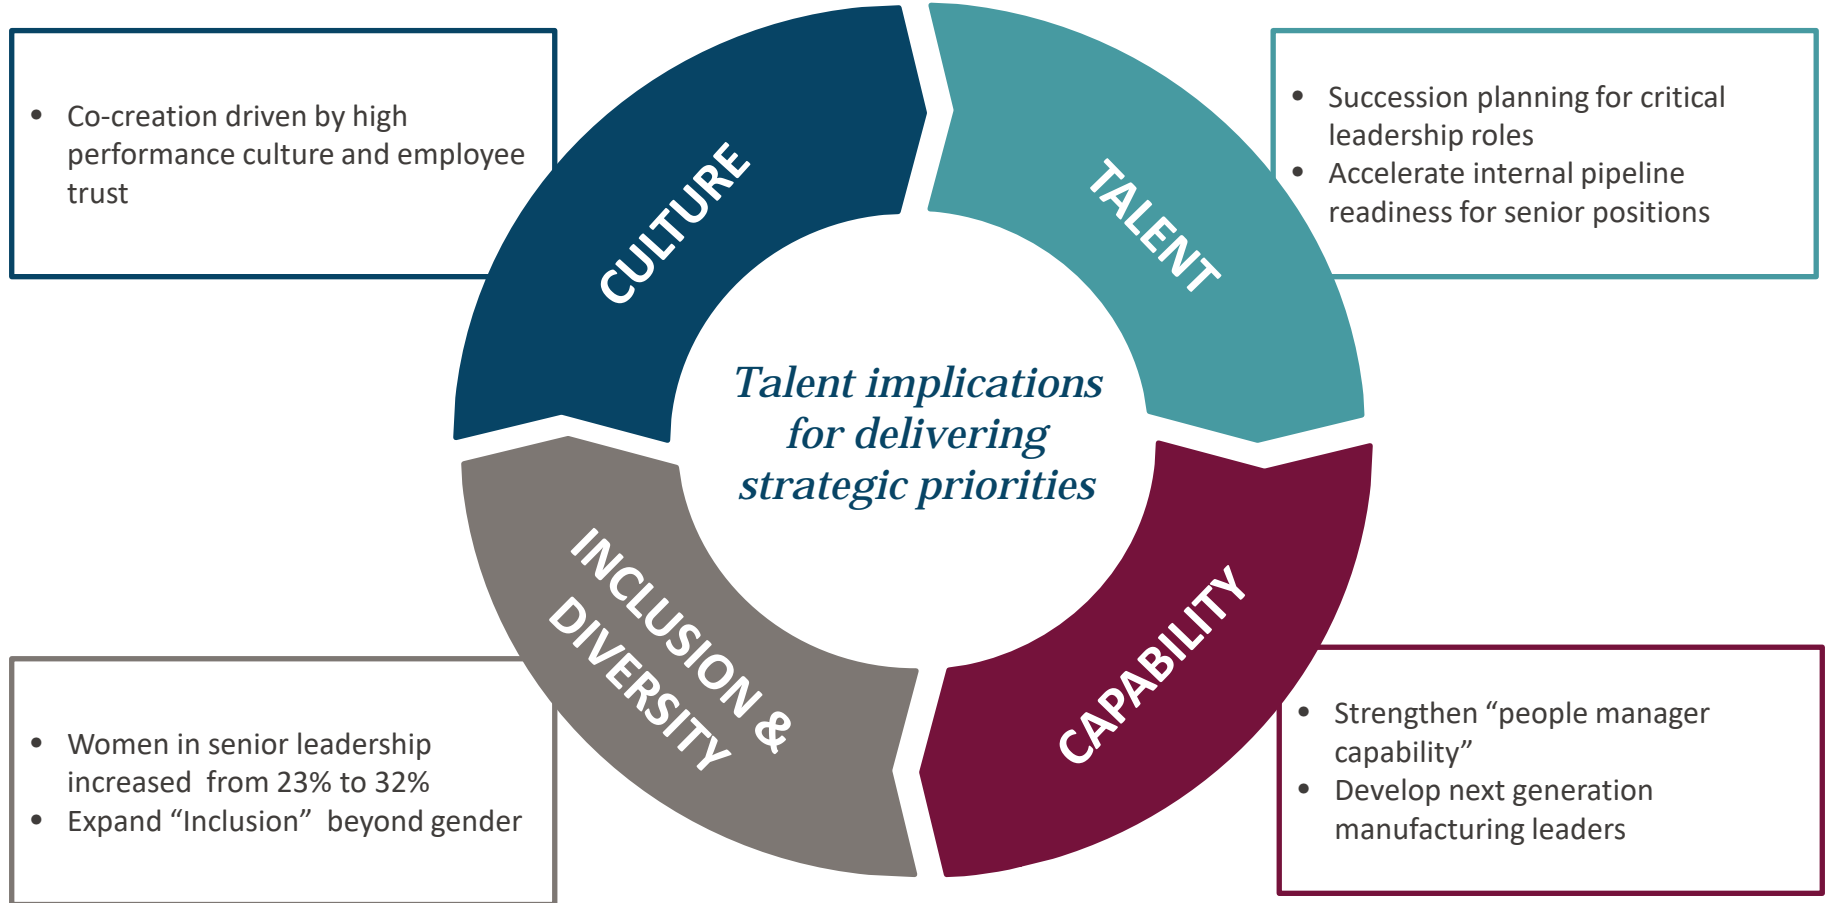 • Co-creation driven by high
performance culture and employee
trust
CULTURE
TALENT
• Succession planning for critical
leadership roles
• Accelerate internal pipeline
readiness for senior positions
Talent implications
for delivering
strategic priorities
• Women in senior leadership
increased  from 23% to 32%
• Expand “Inclusion”  beyond gender
INCLUSION &
DIVERSITY
CAPABILITY
• Strengthen “people manager
capability”
• Develop next generation
manufacturing leaders